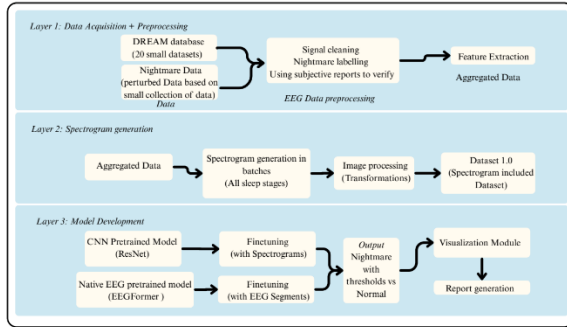 Layer 1: Data Acquisition + Preprocessing
DREAM database
(20 small datasets)
Nightmare Data
(perturbed Data based on
small collection of data)
Data
Signal cleaning
Nightmare labelling
Using subjective reports to verify
EEG Data preprocessing
Feature Extraction
Aggregated Data
Layer 2: Spectrogram generation
Aggregated Data
Spectrogram generation in
batches
(All sleep stages)
Image processing
(Transformations)
Dataset 1.0
(Spectrogram included
Dataset)
Layer 3: Model Development
CNN Pretrained Model
(ResNet)
Finetuning
(with Spectrograms)
Native EEG pretrained model
(EEGFormer )
Finetuning
(with EEG Segments)
Output
Nightmare
with
thresholds vs
Normal
Visualization Module
Report generation